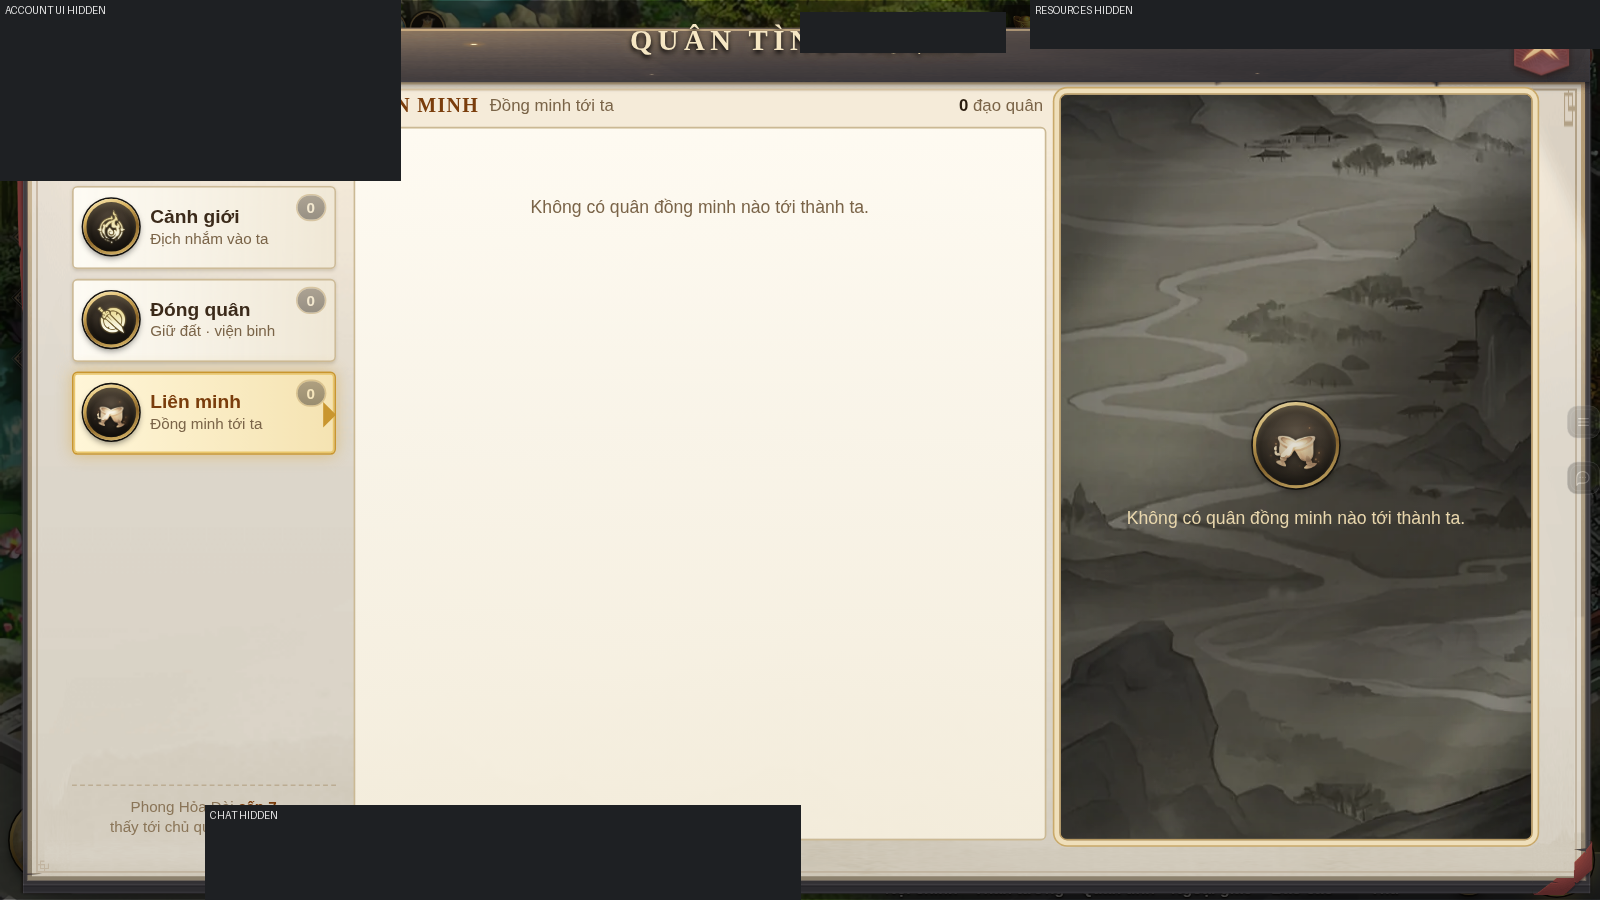 ACCOUNT UI HIDDEN
RESOURCES HIDDEN
QUÂN
MINH Đồng minh tới ta
0 đạo quân
Không có quân đồng minh nào tới thành ta.
0
Cảnh giới
Địch nhắm vào ta
0
Đóng quân
Giữ đất · viện binh
0
Liên minh
Đồng minh tới ta
Không có quân đồng minh nào tới thành ta.
Phong Hỏa
thấy tới chủ
CHAT HIDDEN